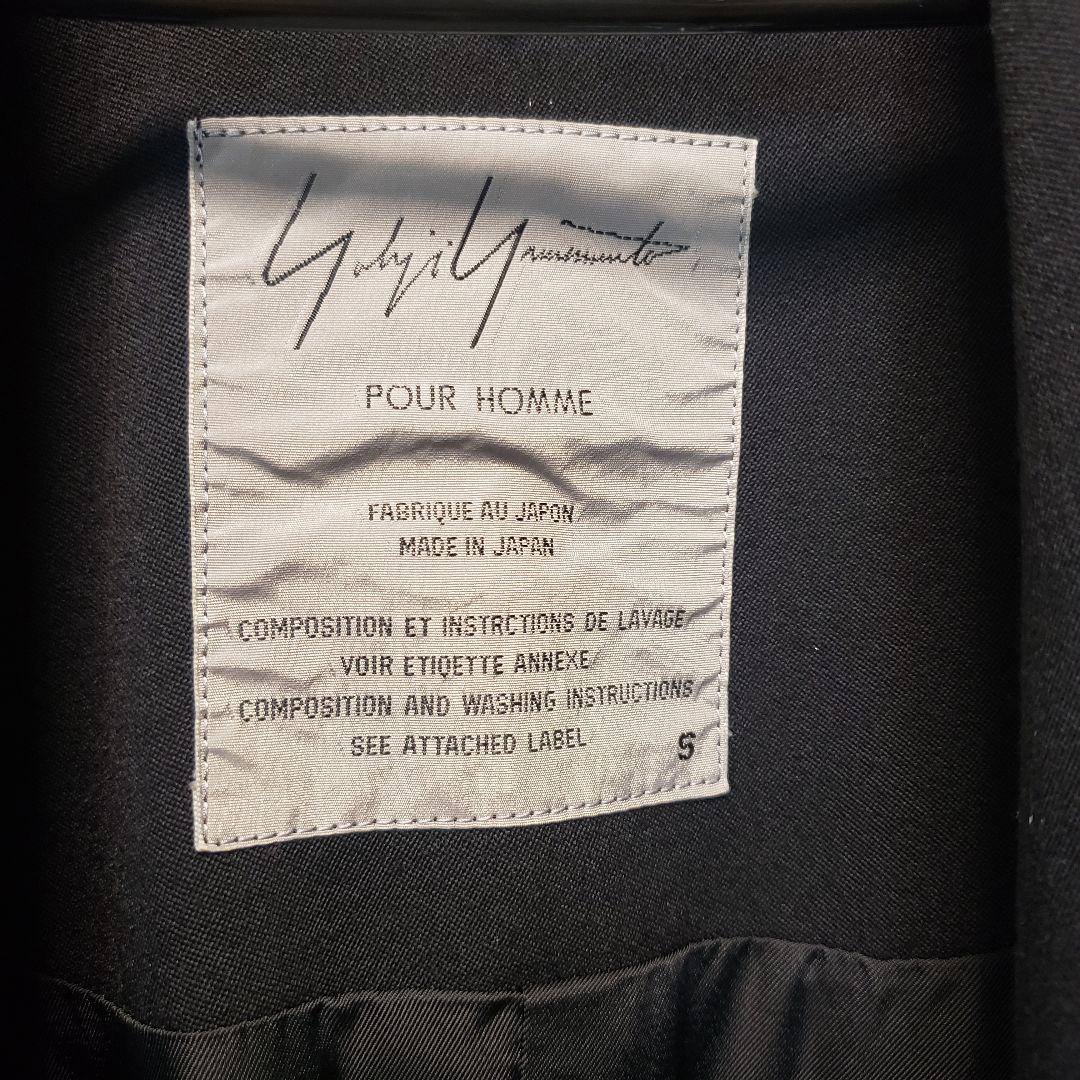 Yohji Yamamoto
POUR HOMME
FABRIQUE AU JAPON
MADE IN JAPAN
COMPOSITION ET INSTRCTIONS DE LAVAGE
VOIR ETIQETTE ANNEXE
COMPOSITION AND WASHING INSTRUCTIONS
SEE ATTACHED LABEL
S